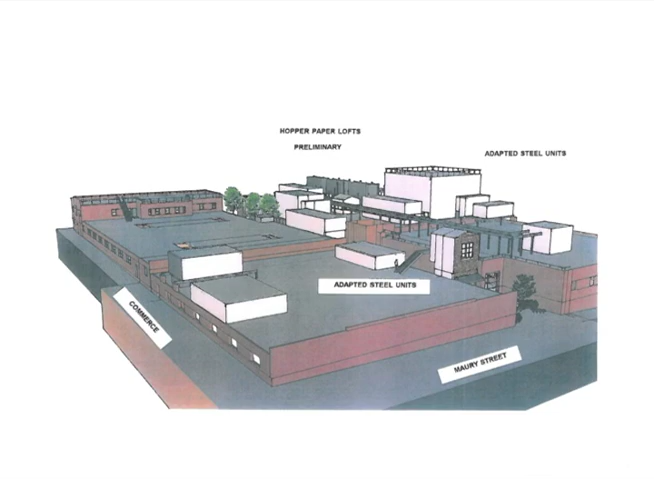 HOPPER PAPER LOFTS
PRELIMINARY
ADAPTED STEEL UNITS
ADAPTED STEEL UNITS
COMMERCE
MAURY STREET